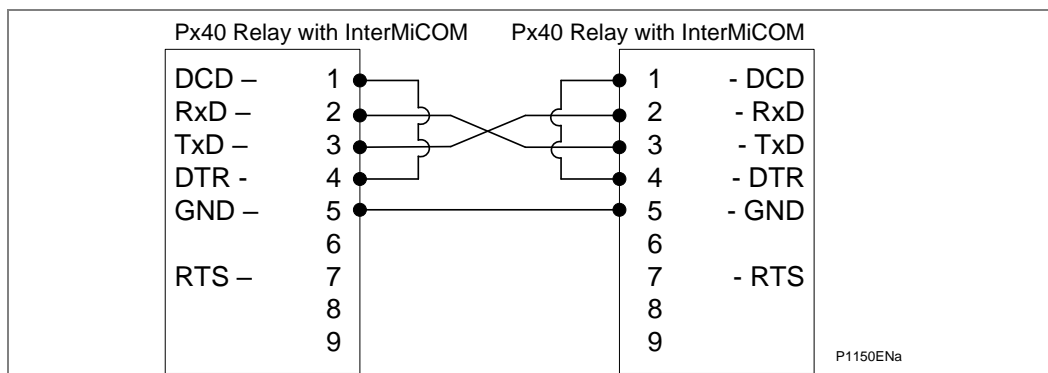 Px40 Relay with InterMiCOM Px40 Relay with InterMiCOM
DCD – 1 1 - DCD
RxD – 2 2 - RxD
TxD – 3 3 - TxD
DTR - 4 4 - DTR
GND – 5 5 - GND
6 6
RTS – 7 7 - RTS
8 8
9 9
P1150ENa